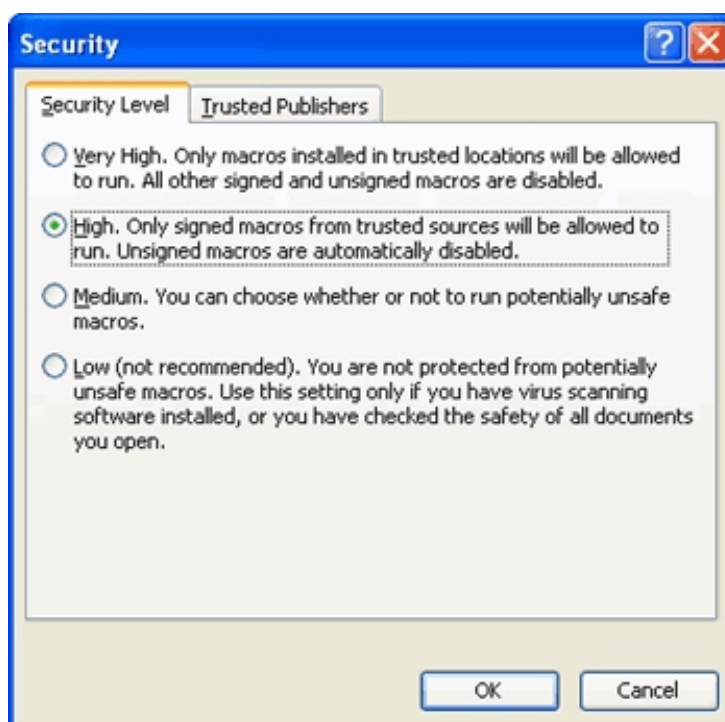 Security
Security Level
Trusted Publishers
Very High. Only macros installed in trusted locations will be allowed
to run. All other signed and unsigned macros are disabled.
High. Only signed macros from trusted sources will be allowed to
run. Unsigned macros are automatically disabled.
Medium. You can choose whether or not to run potentially unsafe
macros.
Low (not recommended). You are not protected from potentially
unsafe macros. Use this setting only if you have virus scanning
software installed, or you have checked the safety of all documents
you open.
OK
Cancel